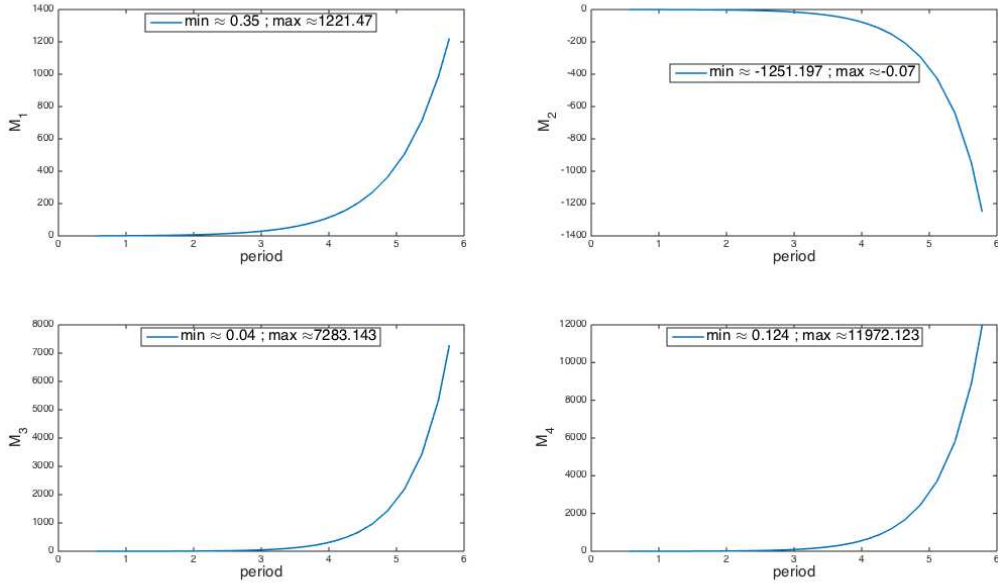 1400
1200
1000
800
600
400
200
0
M1
min ≈ 0.35 ; max ≈1221.47
0 1 2 3 4 5 6
period
0
-200
-400
-600
-800
-1000
-1200
-1400
M2
min ≈ -1251.197 ; max ≈-0.07
0 1 2 3 4 5 6
period
8000
7000
6000
5000
4000
3000
2000
1000
0
M3
min ≈ 0.04 ; max ≈7283.143
0 1 2 3 4 5 6
period
12000
10000
8000
6000
4000
2000
0
M4
min ≈ 0.124 ; max ≈11972.123
0 1 2 3 4 5 6
period